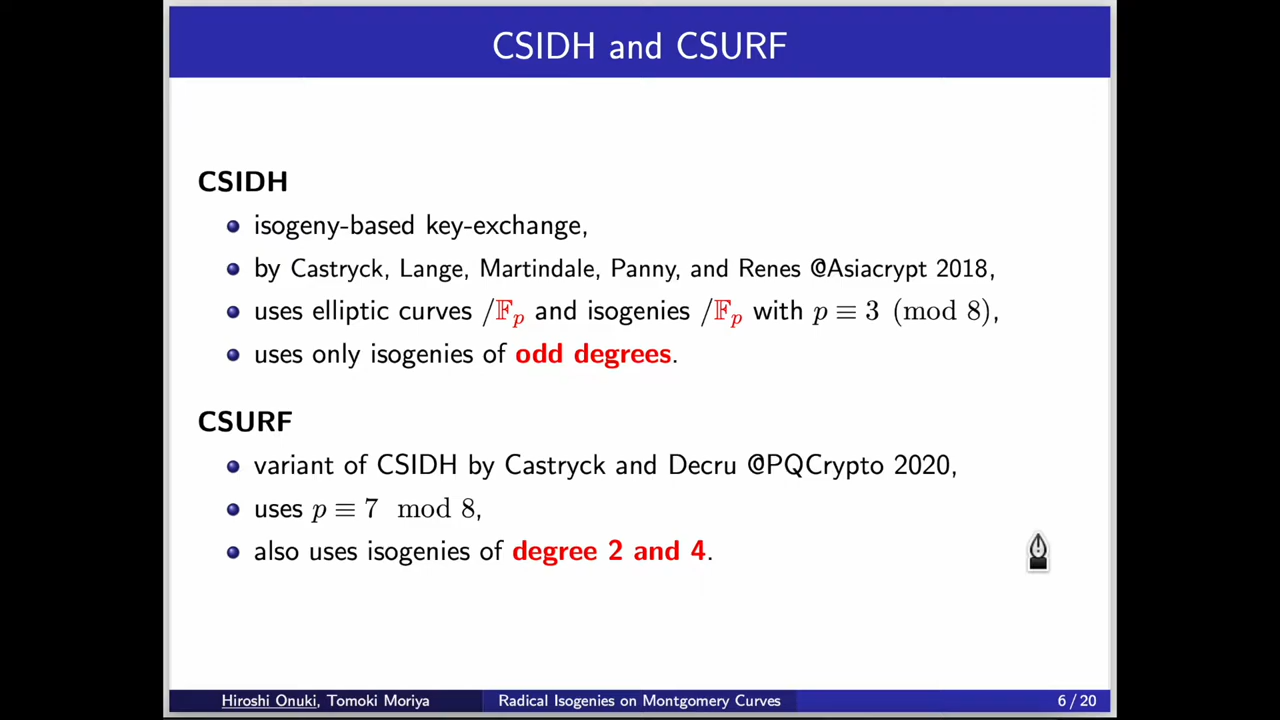 CSIDH and CSURF
CSIDH
isogeny-based key-exchange,
by Castryck, Lange, Martindale, Panny, and Renes @Asiacrypt 2018,
uses elliptic curves /𝔽ₚ and isogenies /𝔽ₚ with p ≡ 3 (mod 8),
uses only isogenies of odd degrees.
CSURF
variant of CSIDH by Castryck and Decru @PQCrypto 2020,
uses p ≡ 7 mod 8,
also uses isogenies of degree 2 and 4.
Hiroshi Onuki, Tomoki Moriya Radical Isogenies on Montgomery Curves 6 / 20